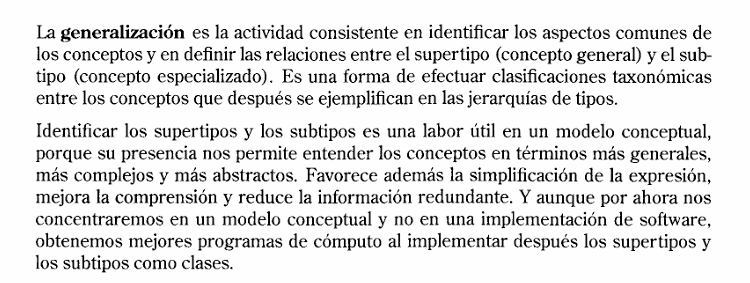 La generalización es la actividad consistente en identificar los aspectos comunes de
los conceptos y en definir las relaciones entre el supertipo (concepto general) y el sub-
tipo (concepto especializado). Es una forma de efectuar clasificaciones taxonómicas
entre los conceptos que después se ejemplifican en las jerarquías de tipos.
Identificar los supertipos y los subtipos es una labor útil en un modelo conceptual,
porque su presencia nos permite entender los conceptos en términos más generales,
más complejos y más abstractos. Favorece además la simplificación de la expresión,
mejora la comprensión y reduce la información redundante. Y aunque por ahora nos
concentraremos en un modelo conceptual y no en una implementación de software,
obtenemos mejores programas de cómputo al implementar después los supertipos y
los subtipos como clases.